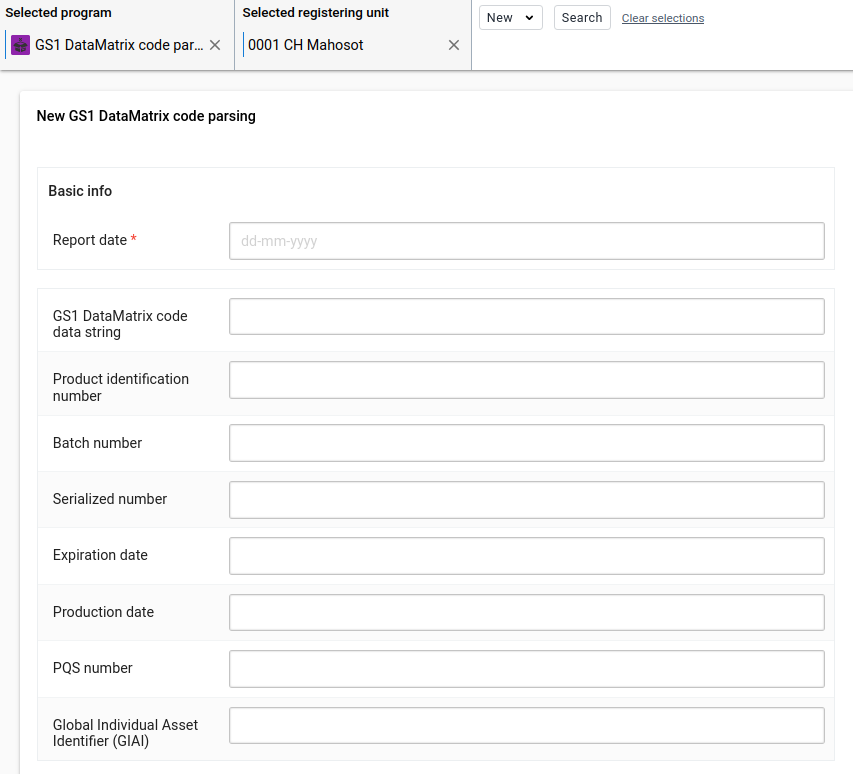 Selected program
GS1 DataMatrix code par...
Selected registering unit
0001 CH Mahosot
New
Search
Clear selections
New GS1 DataMatrix code parsing
Basic info
Report date *
dd-mm-yyyy
GS1 DataMatrix code
data string
Product identification
number
Batch number
Serialized number
Expiration date
Production date
PQS number
Global Individual Asset
Identifier (GIAI)